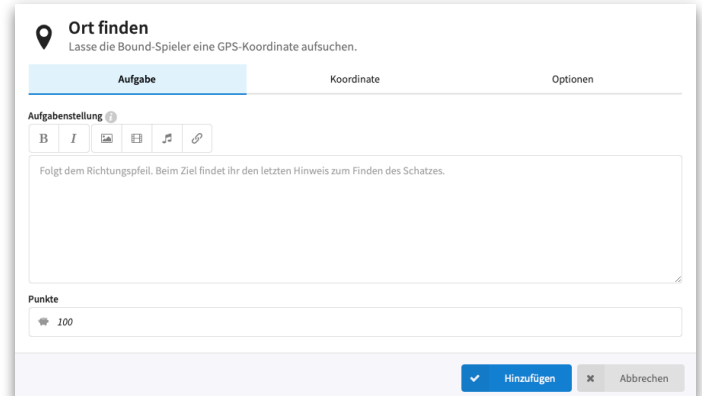 Ort finden
Lasse die Bound-Spieler eine GPS-Koordinate aufsuchen.
Aufgabe Koordinate Optionen
Aufgabenstellung i
B I
Folgt dem Richtungspfeil. Beim Ziel findet ihr den letzten Hinweis zum Finden des Schatzes.
Punkte
100
Hinzufügen Abbrechen